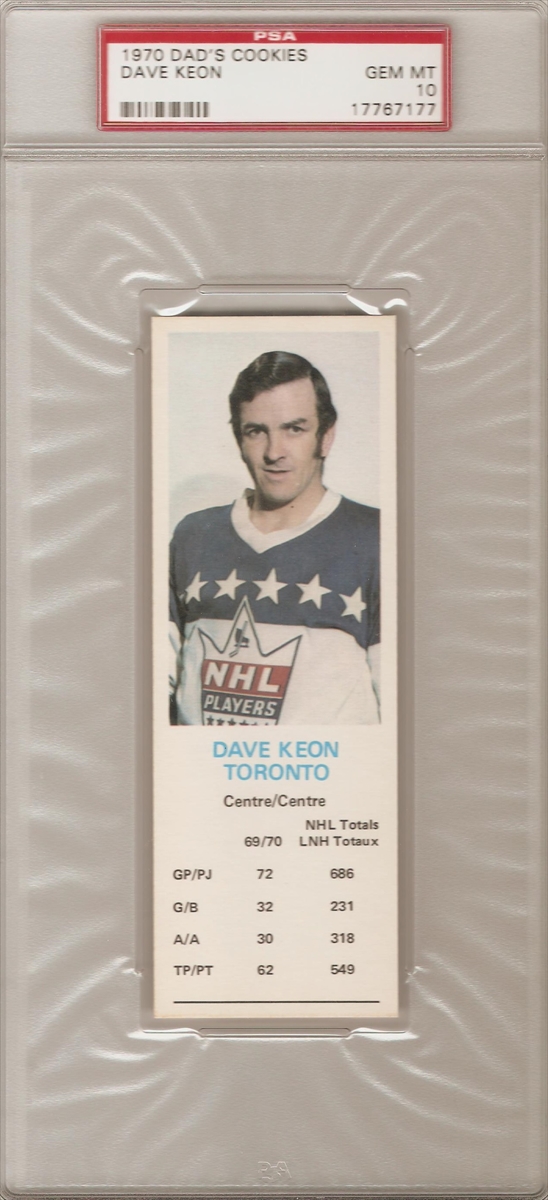 PSA
1970 DAD'S COOKIES
DAVE KEON GEM MT
10
17767177
NHL
PLAYERS
DAVE KEON
TORONTO
Centre/Centre
NHL Totals
69/70 LNH Totaux
GP/PJ 72 686
G/B 32 231
A/A 30 318
TP/PT 62 549